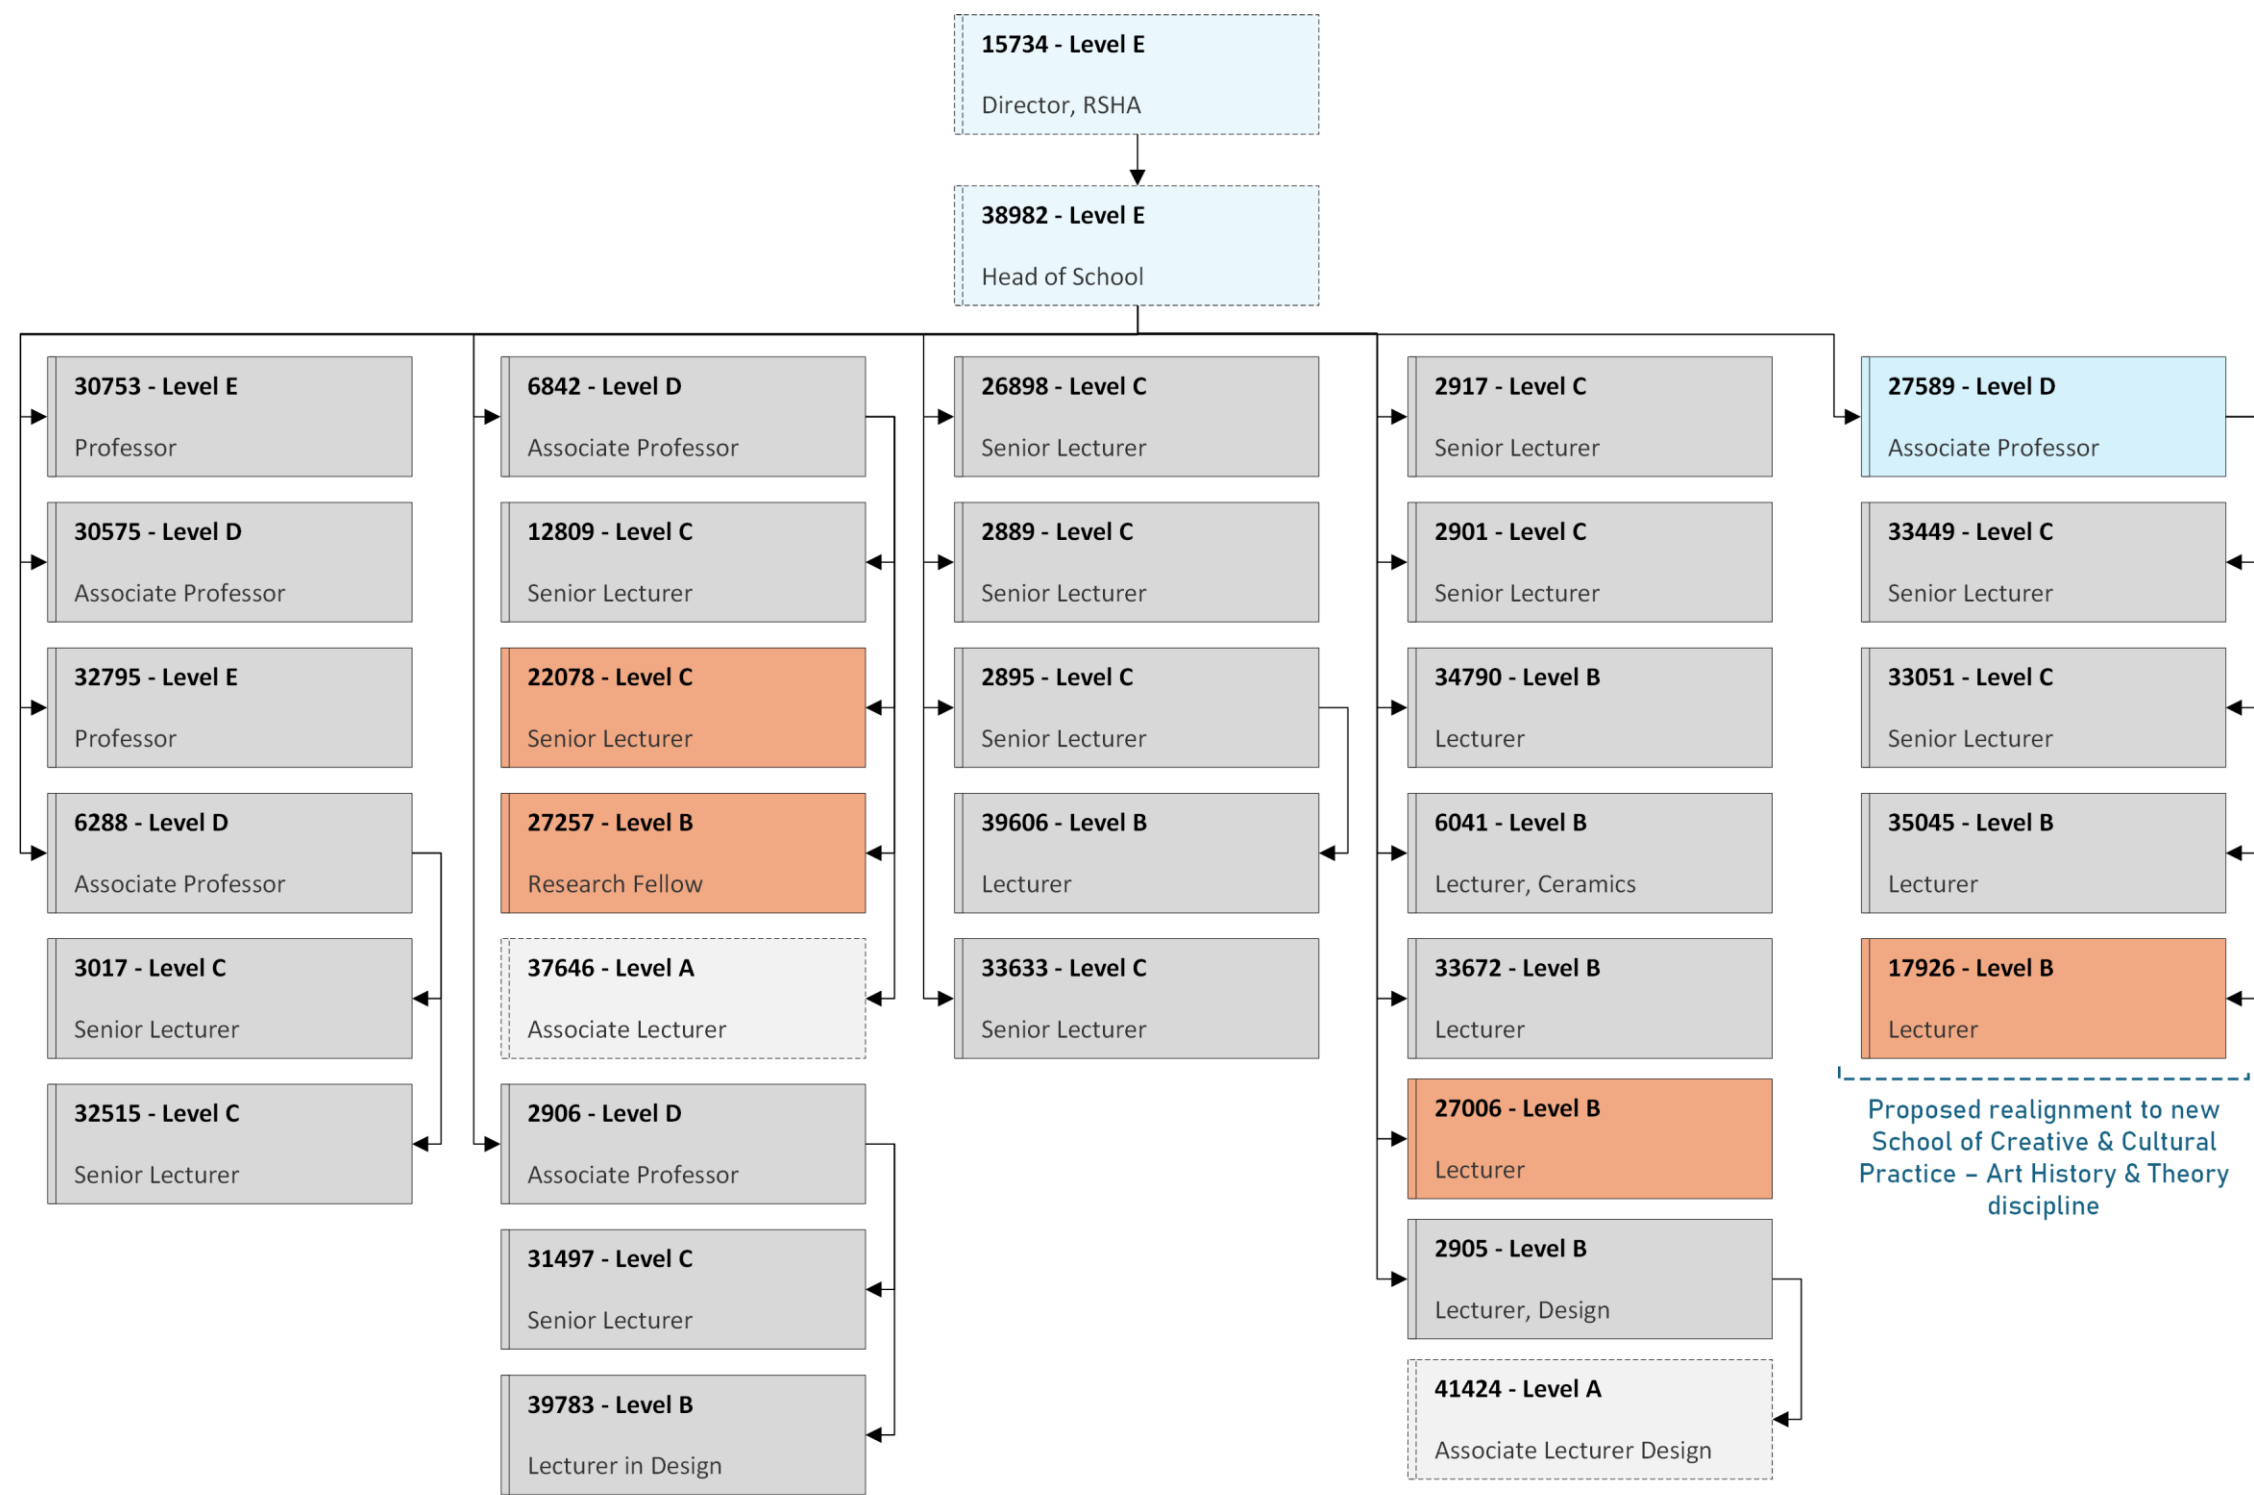 15734 - Level E
Director, RSHA
38982 - Level E
Head of School
30753 - Level E
Professor
30575 - Level D
Associate Professor
32795 - Level E
Professor
6288 - Level D
Associate Professor
3017 - Level C
Senior Lecturer
32515 - Level C
Senior Lecturer
6842 - Level D
Associate Professor
12809 - Level C
Senior Lecturer
22078 - Level C
Senior Lecturer
27257 - Level B
Research Fellow
37646 - Level A
Associate Lecturer
2906 - Level D
Associate Professor
31497 - Level C
Senior Lecturer
39783 - Level B
Lecturer in Design
26898 - Level C
Senior Lecturer
2889 - Level C
Senior Lecturer
2895 - Level C
Senior Lecturer
39606 - Level B
Lecturer
33633 - Level C
Senior Lecturer
2917 - Level C
Senior Lecturer
2901 - Level C
Senior Lecturer
34790 - Level B
Lecturer
6041 - Level B
Lecturer, Ceramics
33672 - Level B
Lecturer
27006 - Level B
Lecturer
2905 - Level B
Lecturer, Design
41424 - Level A
Associate Lecturer Design
27589 - Level D
Associate Professor
33449 - Level C
Senior Lecturer
33051 - Level C
Senior Lecturer
35045 - Level B
Lecturer
17926 - Level B
Lecturer
Proposed realignment to new
School of Creative & Cultural
Practice – Art History & Theory
discipline